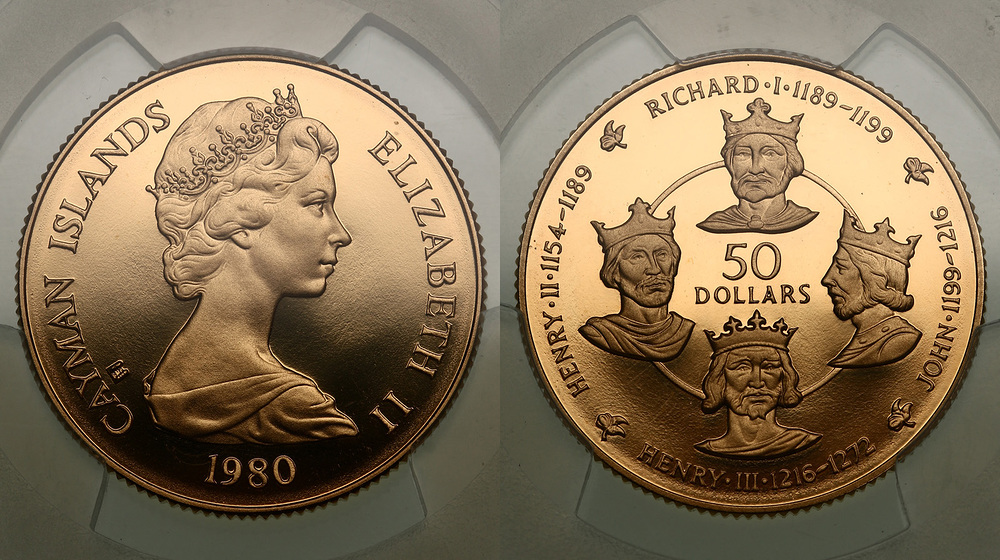 CAYMAN ISLANDS
ELIZABETH II
1980
RICHARD·I·1189–1199
HENRY·II·1154–1189
50
DOLLARS
JOHN·1199–1216
HENRY·III·1216–1272